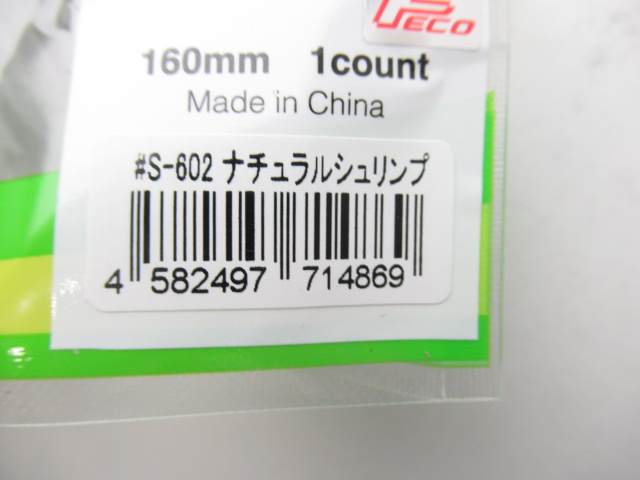 PECO
160mm 1count
Made in China
#S-602 ナチュラルシュリンプ
4 582497 714869